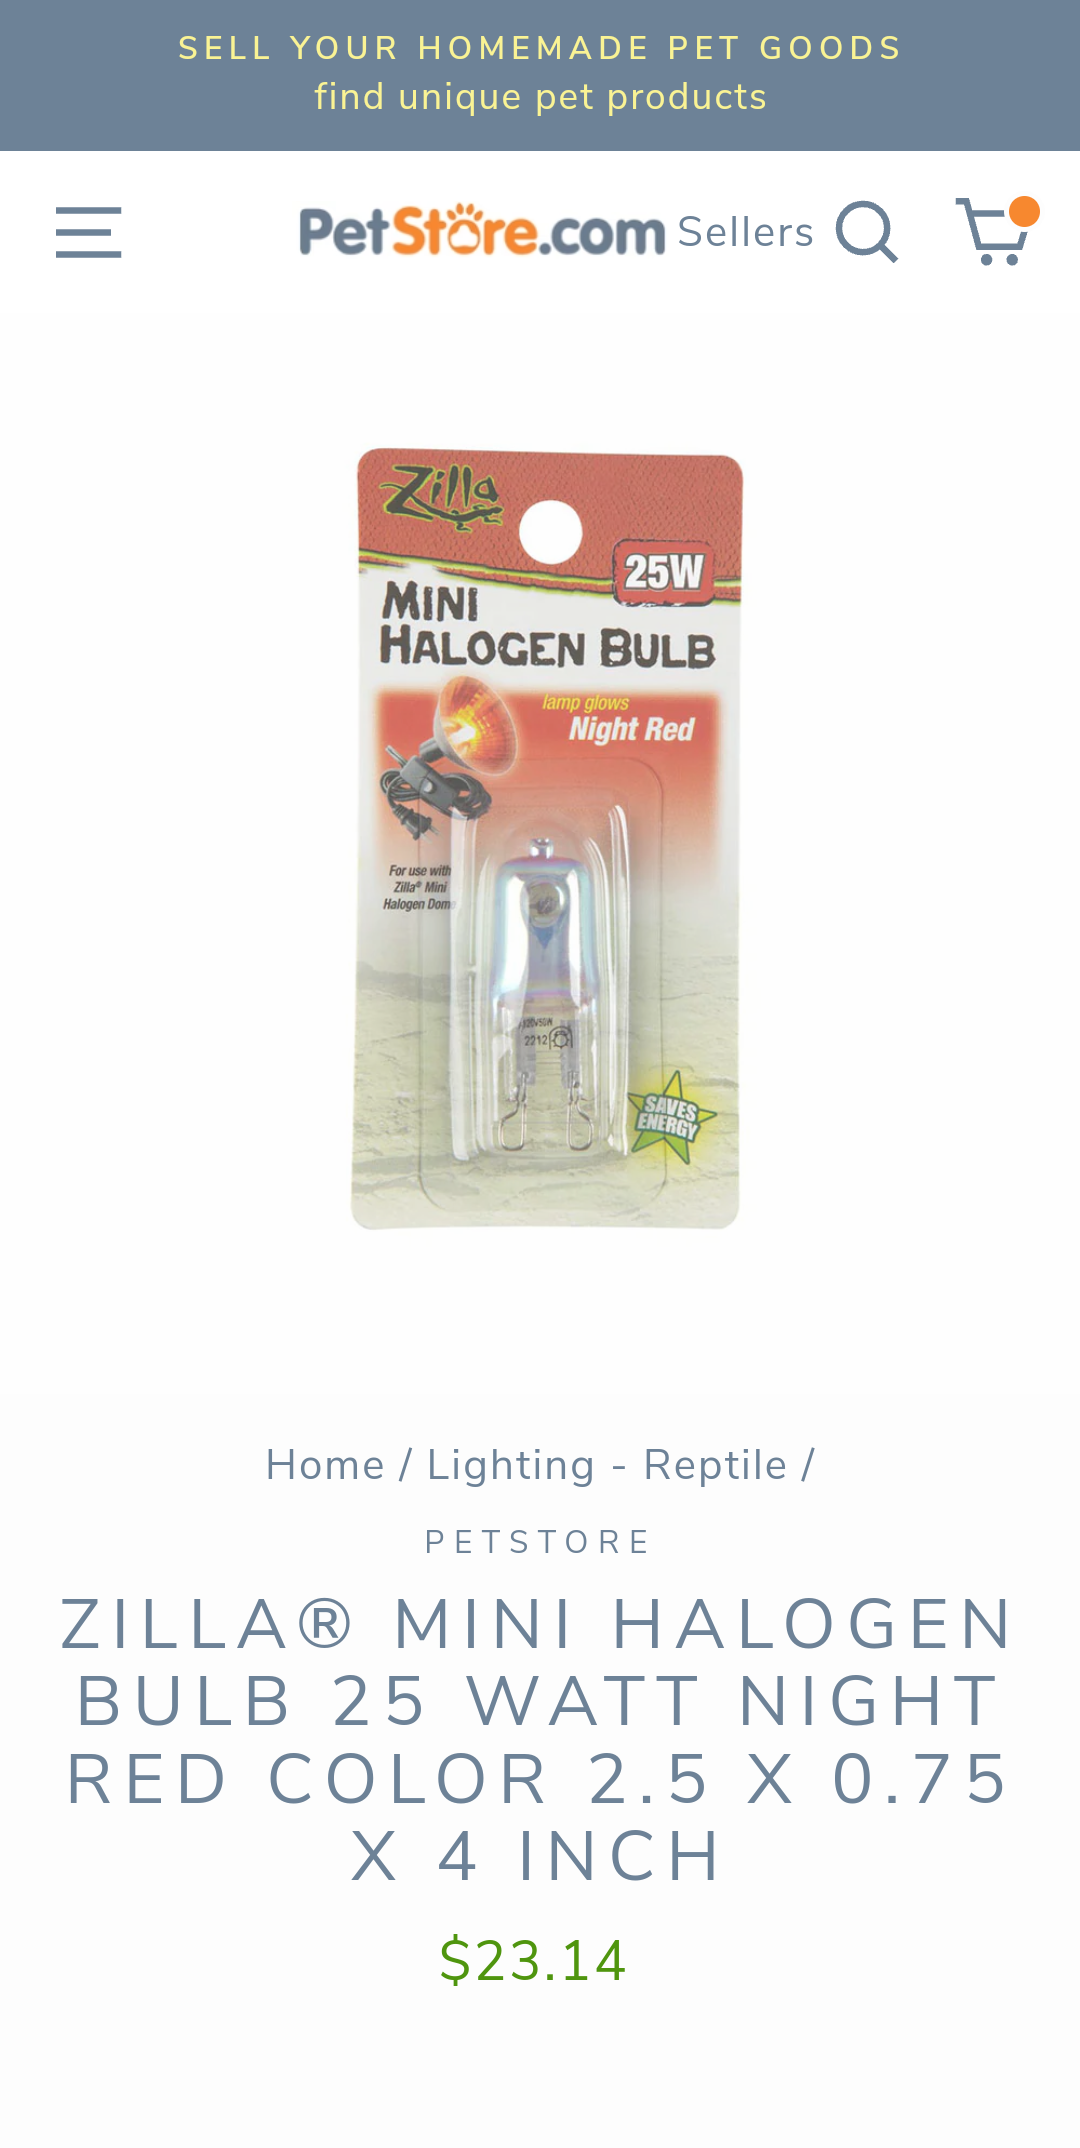 SELL YOUR HOMEMADE PET GOODS
find unique pet products
PetStore.com
Sellers
Zilla
25W
MINI
HALOGEN BULB
lamp glows
Night Red
For use with
Zilla® Mini
Halogen Dome
2212
SAVES
ENERGY
Home / Lighting - Reptile /
PETSTORE
ZILLA® MINI HALOGEN
BULB 25 WATT NIGHT
RED COLOR 2.5 X 0.75
X 4 INCH
$23.14